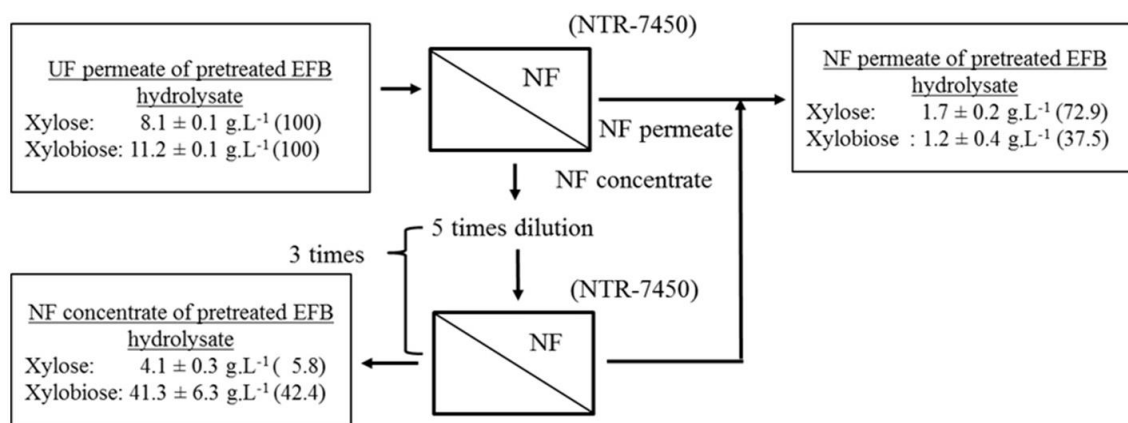 UF permeate of pretreated EFB
hydrolysate
Xylose: 8.1 ± 0.1 g.L⁻¹ (100)
Xylobiose: 11.2 ± 0.1 g.L⁻¹ (100)
(NTR-7450)
NF
NF permeate
NF permeate of pretreated EFB
hydrolysate
Xylose: 1.7 ± 0.2 g.L⁻¹ (72.9)
Xylobiose : 1.2 ± 0.4 g.L⁻¹ (37.5)
NF concentrate
5 times dilution
3 times
(NTR-7450)
NF
NF concentrate of pretreated EFB
hydrolysate
Xylose: 4.1 ± 0.3 g.L⁻¹ ( 5.8)
Xylobiose: 41.3 ± 6.3 g.L⁻¹ (42.4)